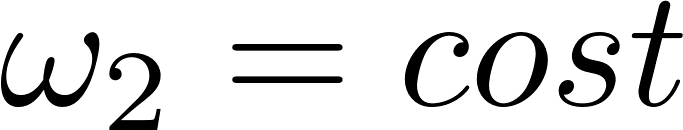 ω₂ = cost